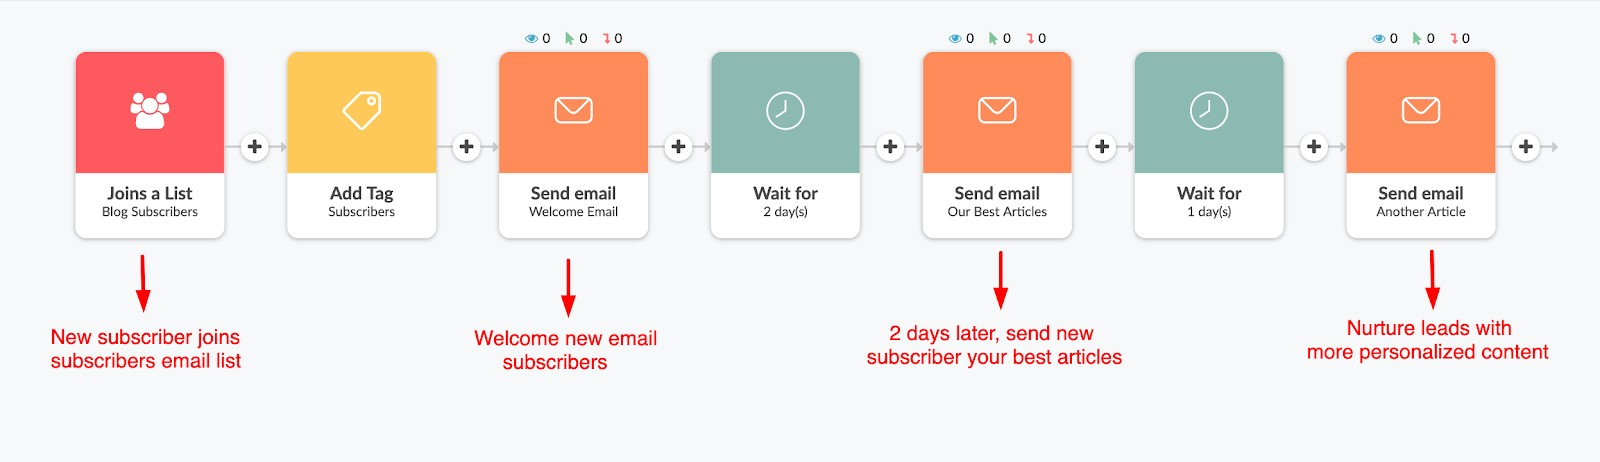 0 0 0
0 0 0
0 0 0
Joins a List
Blog Subscribers
Add Tag
Subscribers
Send email
Welcome Email
Wait for
2 day(s)
Send email
Our Best Articles
Wait for
1 day(s)
Send email
Another Article
New subscriber joins
subscribers email list
Welcome new email
subscribers
2 days later, send new
subscriber your best articles
Nurture leads with
more personalized content